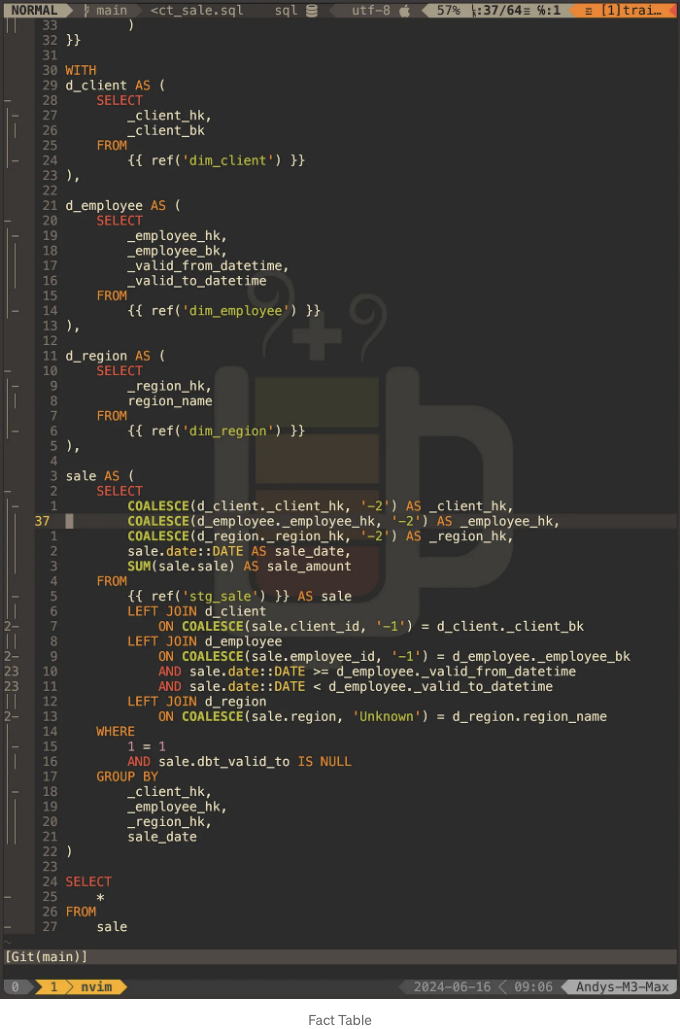 NORMAL main <ct_sale.sql sql utf-8 57% :37/64≡ ℅:1 ≡ [1]trai…
33         )
32 }}
31
30 WITH
29 d_client AS (
28     SELECT
27         _client_hk,
26         _client_bk
25     FROM
24         {{ ref('dim_client') }}
23 ),
22
21 d_employee AS (
20     SELECT
19         _employee_hk,
18         _employee_bk,
17         _valid_from_datetime,
16         _valid_to_datetime
15     FROM
14         {{ ref('dim_employee') }}
13 ),
12
11 d_region AS (
10     SELECT
9         _region_hk,
8         region_name
7     FROM
6         {{ ref('dim_region') }}
5 ),
4
3 sale AS (
2     SELECT
1         COALESCE(d_client._client_hk, '-2') AS _client_hk,
37         COALESCE(d_employee._employee_hk, '-2') AS _employee_hk,
1         COALESCE(d_region._region_hk, '-2') AS _region_hk,
2         sale.date::DATE AS sale_date,
3         SUM(sale.sale) AS sale_amount
4     FROM
5         {{ ref('stg_sale') }} AS sale
6         LEFT JOIN d_client
2- 7             ON COALESCE(sale.client_id, '-1') = d_client._client_bk
8         LEFT JOIN d_employee
2- 9             ON COALESCE(sale.employee_id, '-1') = d_employee._employee_bk
23 10             AND sale.date::DATE >= d_employee._valid_from_datetime
23 11             AND sale.date::DATE < d_employee._valid_to_datetime
12         LEFT JOIN d_region
2- 13             ON COALESCE(sale.region, 'Unknown') = d_region.region_name
14     WHERE
15         1 = 1
16         AND sale.dbt_valid_to IS NULL
17     GROUP BY
18         _client_hk,
19         _employee_hk,
20         _region_hk,
21         sale_date
22 )
23
24 SELECT
25     *
26 FROM
27     sale
~
[Git(main)]
0 1 nvim 2024-06-16 09:06 Andys-M3-Max
Fact Table